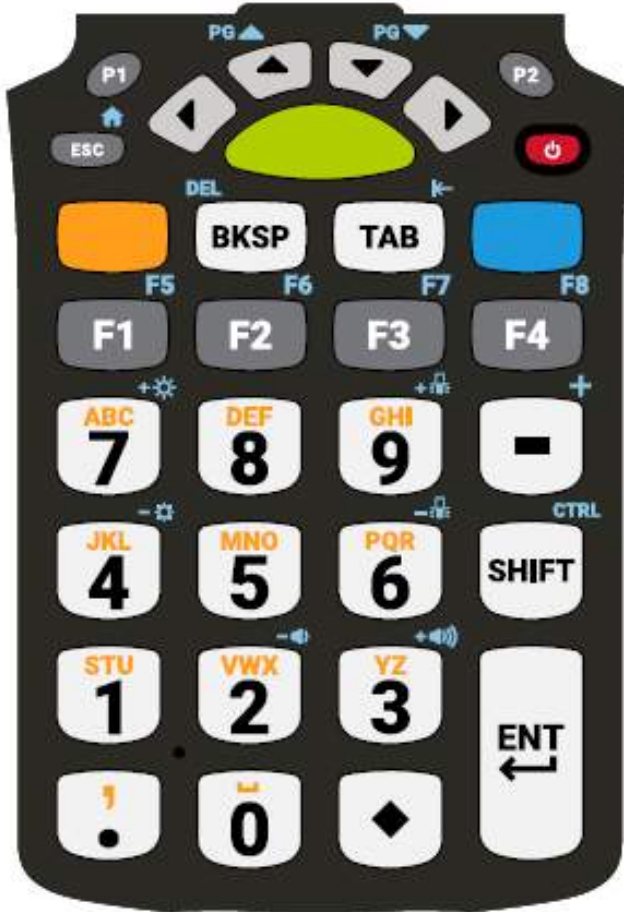 PG PG
P1 P2
ESC
DEL
BKSP TAB
F5 F6 F7 F8
F1 F2 F3 F4
+ + +
ABC DEF GHI
7 8 9 -
- - CTRL
JKL MNO PQR
4 5 6 SHIFT
- +
STU VWX YZ
1 2 3
ENT
, ␣
. 0